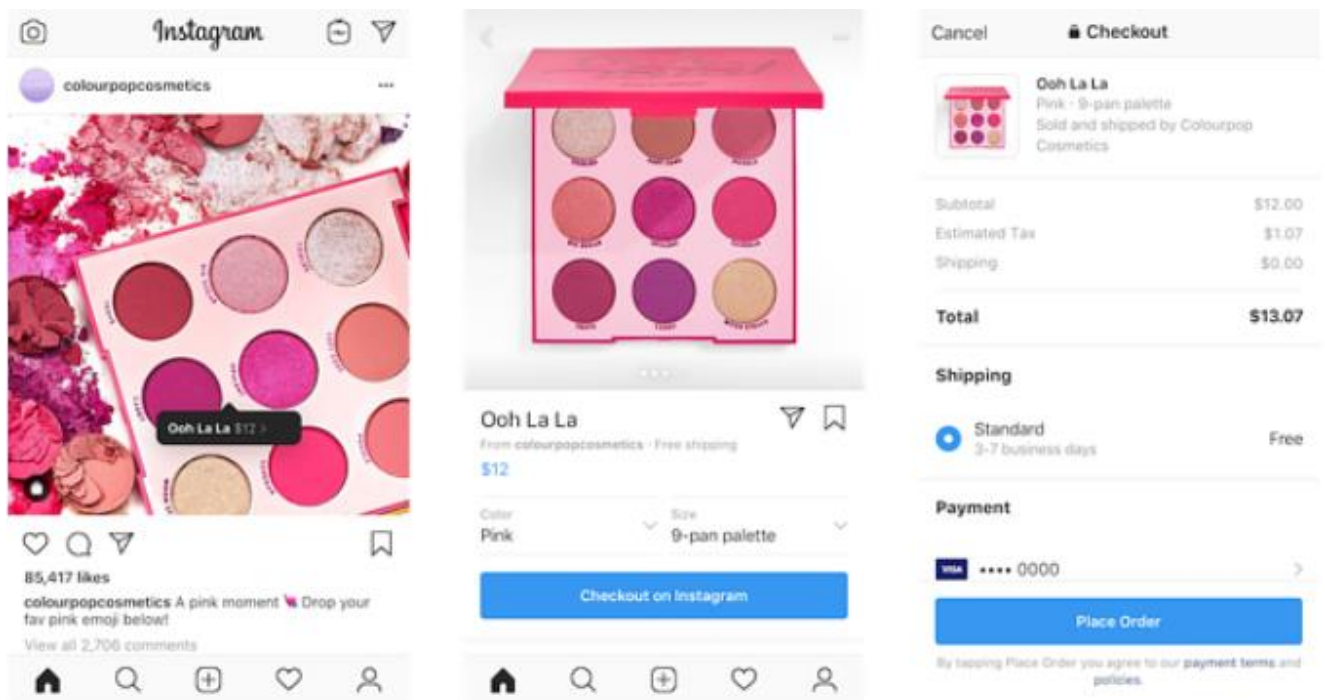 Instagram
colourpopcosmetics
Ooh La La $12 >
85,417 likes
colourpopcosmetics A pink moment Drop your
fav pink emoji below!
View all 2,706 comments
Ooh La La
From colourpopcosmetics · Free shipping
$12
Color
Pink
Size
9-pan palette
Checkout on Instagram
Cancel
Checkout
Ooh La La
Pink · 9-pan palette
Sold and shipped by Colourpop
Cosmetics
Subtotal $12.00
Estimated Tax $1.07
Shipping $0.00
Total $13.07
Shipping
Standard Free
3-7 business days
Payment
VISA •••• 0000
Place Order
By tapping Place Order you agree to our payment terms and
policies.